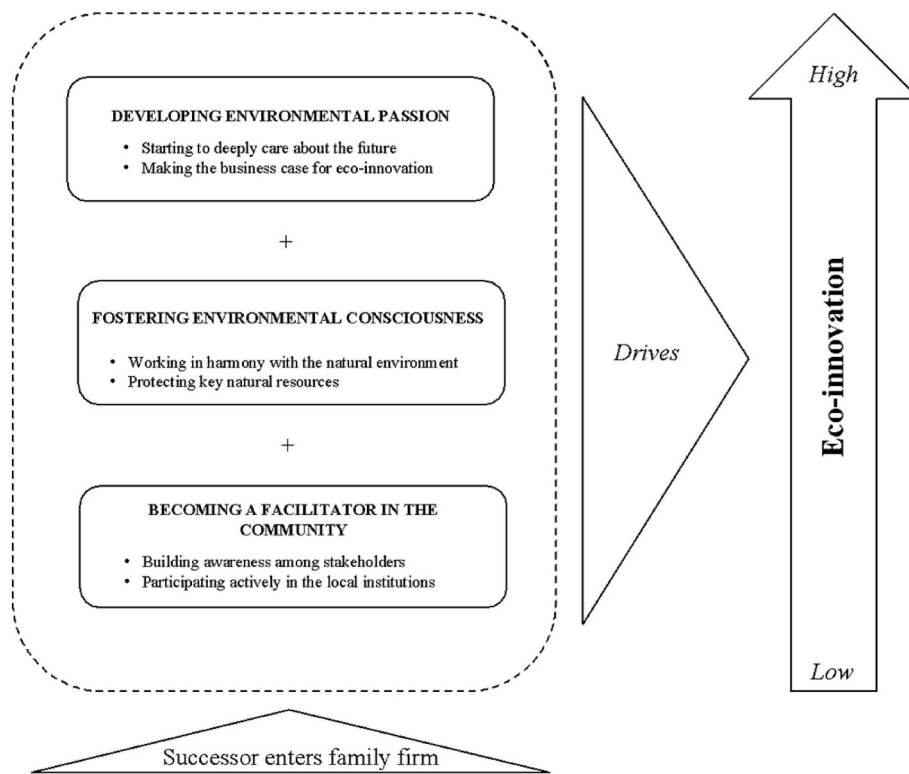 DEVELOPING ENVIRONMENTAL PASSION
• Starting to deeply care about the future
• Making the business case for eco-innovation
+
FOSTERING ENVIRONMENTAL CONSCIOUSNESS
• Working in harmony with the natural environment
• Protecting key natural resources
+
BECOMING A FACILITATOR IN THE
COMMUNITY
• Building awareness among stakeholders
• Participating actively in the local institutions
Successor enters family firm
Drives
High
Eco-innovation
Low